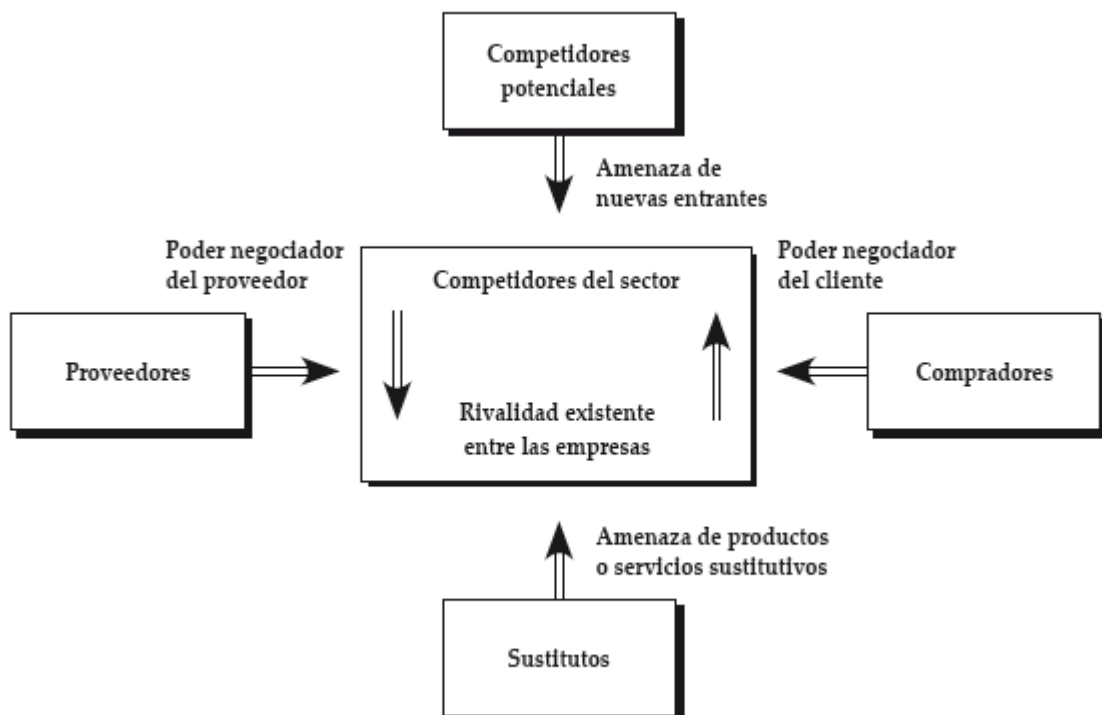 Competidores
potenciales
Amenaza de
nuevas entrantes
Poder negociador
del proveedor
Poder negociador
del cliente
Competidores del sector
Proveedores
Compradores
Rivalidad existente
entre las empresas
Amenaza de productos
o servicios sustitutivos
Sustitutos